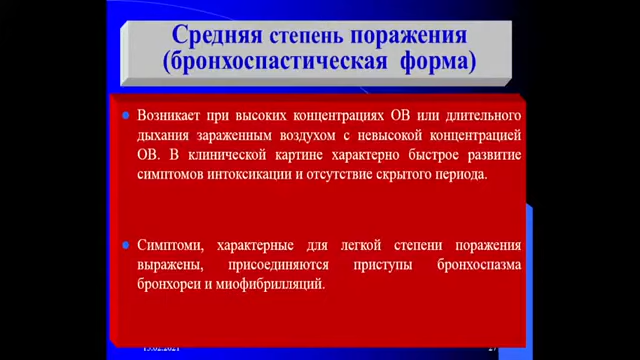 Средняя степень поражения
(бронхоспастическая форма)
Возникает при высоких концентрациях ОВ или длительного
дыхания зараженным воздухом с невысокой концентрацией
ОВ. В клинической картине характерно быстрое развитие
симптомов интоксикации и отсутствие скрытого периода.
Симптоми, характерные для легкой степени поражения
выражены, присоединяются приступы бронхоспазма
бронхореи и миофибрилляций.